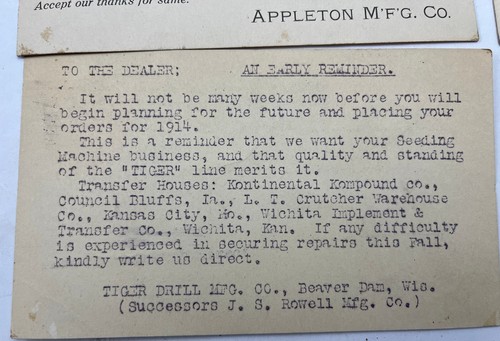 Accept our thanks for same.
APPLETON M'F'G. CO.
TO THE DEALER; AN EARLY REMINDER.
It will not be many weeks now before you will
begin planning for the future and placing your
orders for 1914.
This is a reminder that we want your Seeding
Machine business, and that quality and standing
of the "TIGER" line merits it.
Transfer Houses: Kontinental Kompound co.,
Council Bluffs, Ia., L. T. Crutcher Warehouse
Co., Kansas City, Mo., Wichita Implement &
Transfer Co., Wichita, Kan. If any difficulty
is experienced in securing repairs this Fall,
kindly write us direct.
TIGER DRILL MFG. CO., Beaver Dam, Wis.
(Successors J. S. Rowell Mfg. Co.)